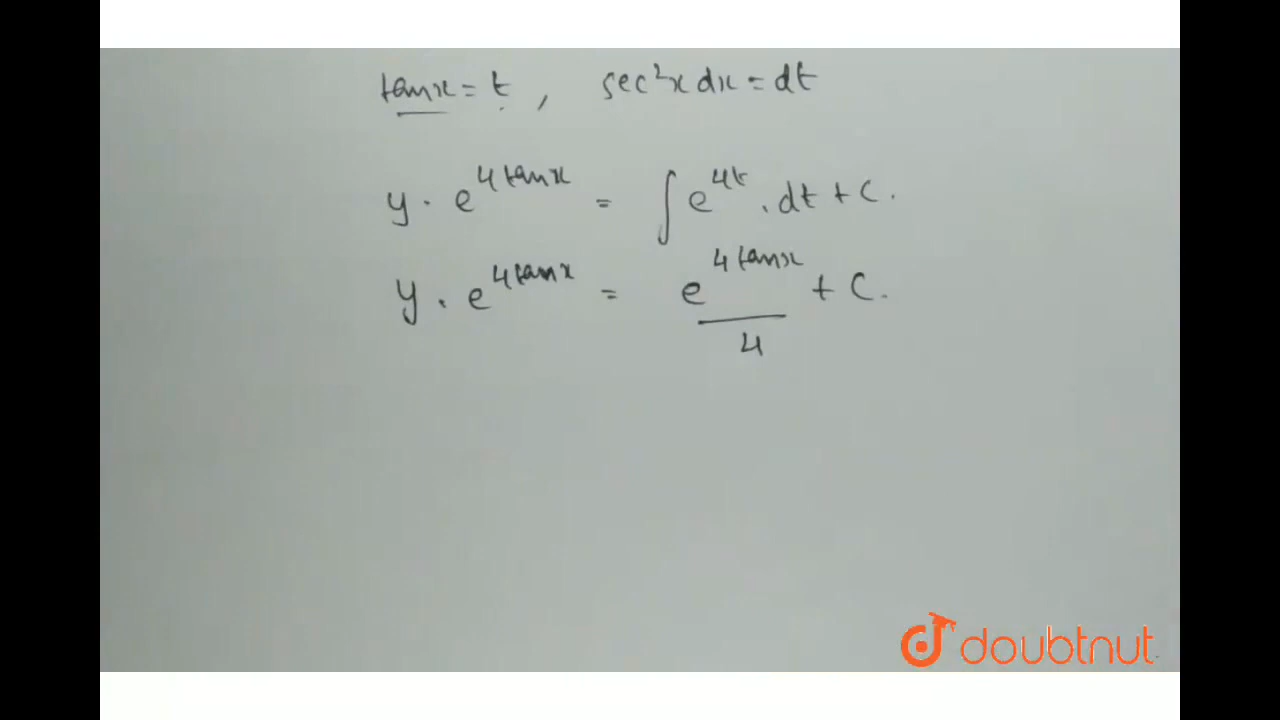 tanx = t , sec²x dx = dt
y · e^{4tanx} = ∫ e^{4t} . dt + C.
y · e^{4tanx} = e^{4tanx}/4 + C.
doubtnut